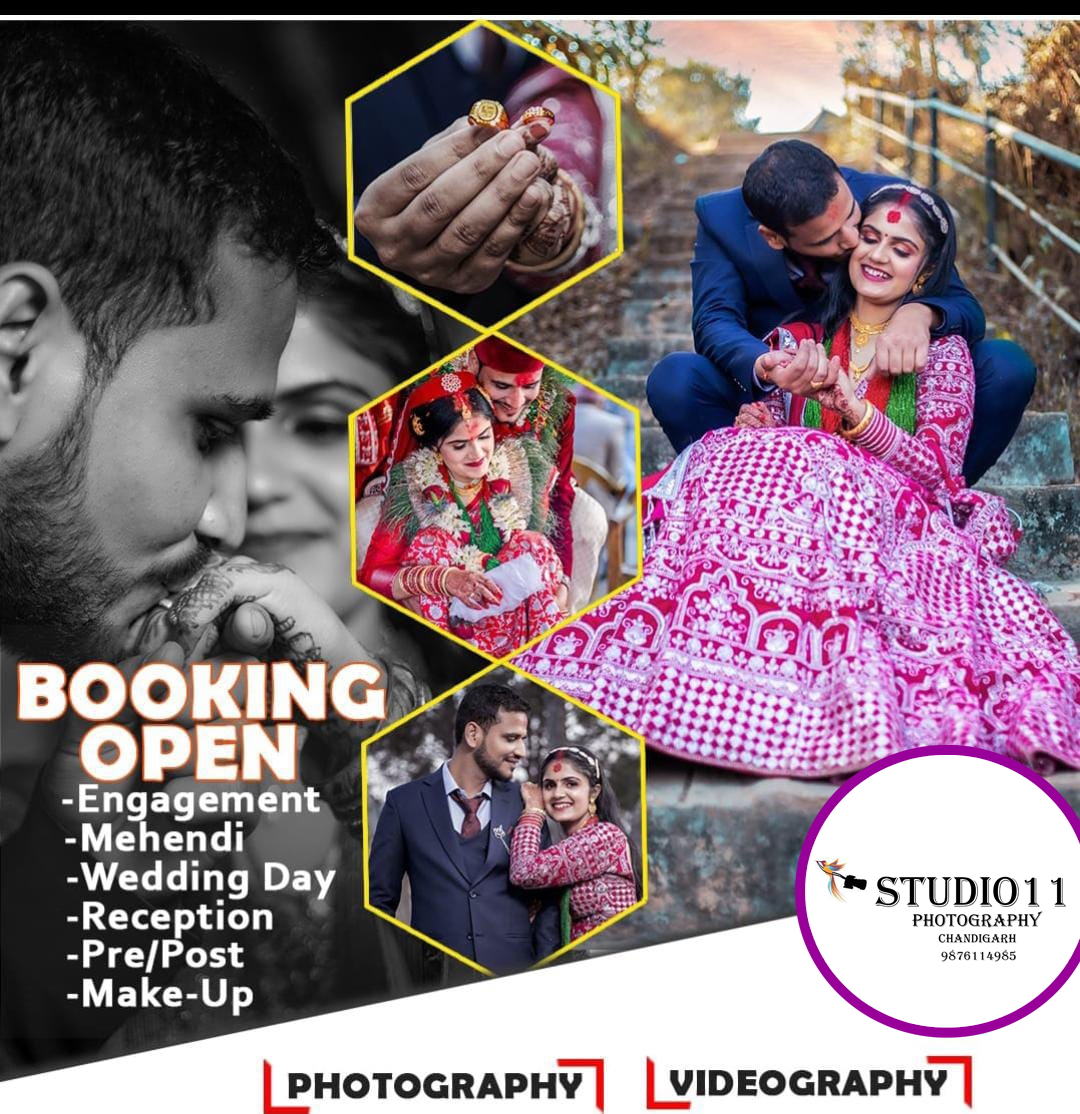 BOOKING
OPEN
-Engagement
-Mehendi
-Wedding Day
-Reception
-Pre/Post
-Make-Up
STUDIO11
PHOTOGRAPHY
CHANDIGARH
9876114985
PHOTOGRAPHY
VIDEOGRAPHY